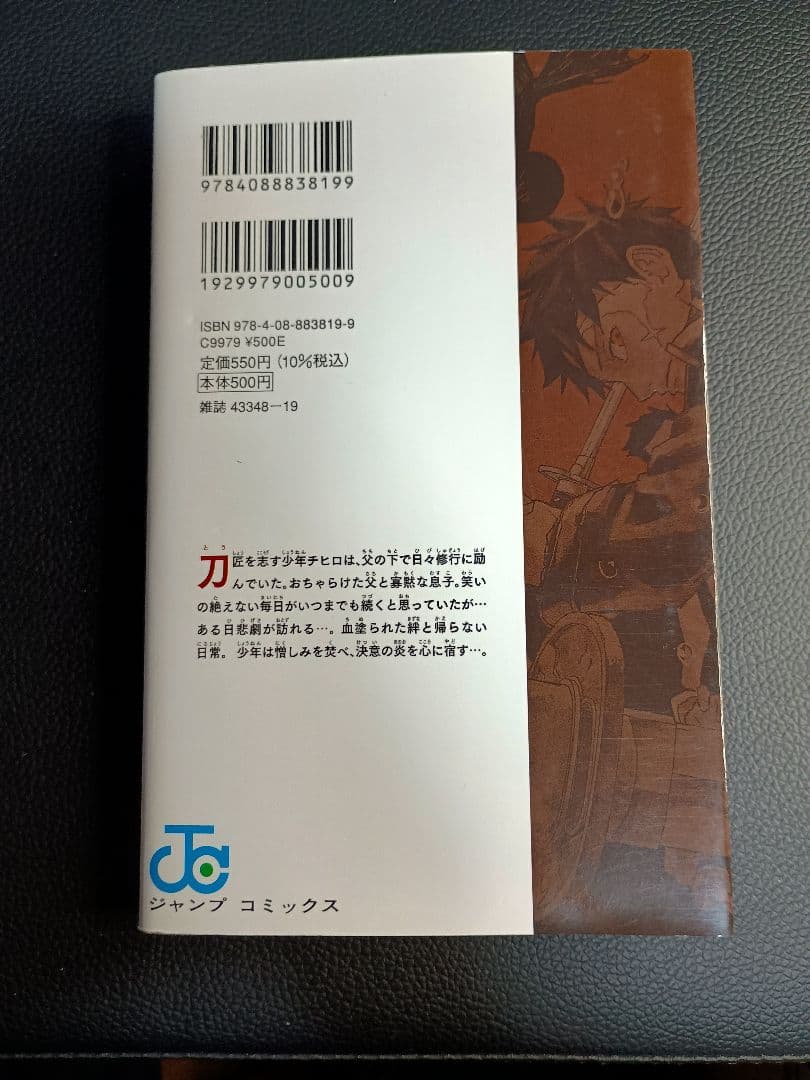 9784088838199
1929979005009
ISBN 978-4-08-883819-9
C9979 ¥500E
定価550円（10%税込）
本体500円
雑誌 43348－19
刀匠を志す少年チヒロは、父の下で日々修行に励
んでいた。おちゃらけた父と寡黙な息子。笑い
の絶えない毎日がいつまでも続くと思っていたが…
ある日悲劇が訪れる…。血塗られた絆と帰らない
日常。少年は憎しみを焚べ、決意の炎を心に宿す…。
ジャンプ コミックス